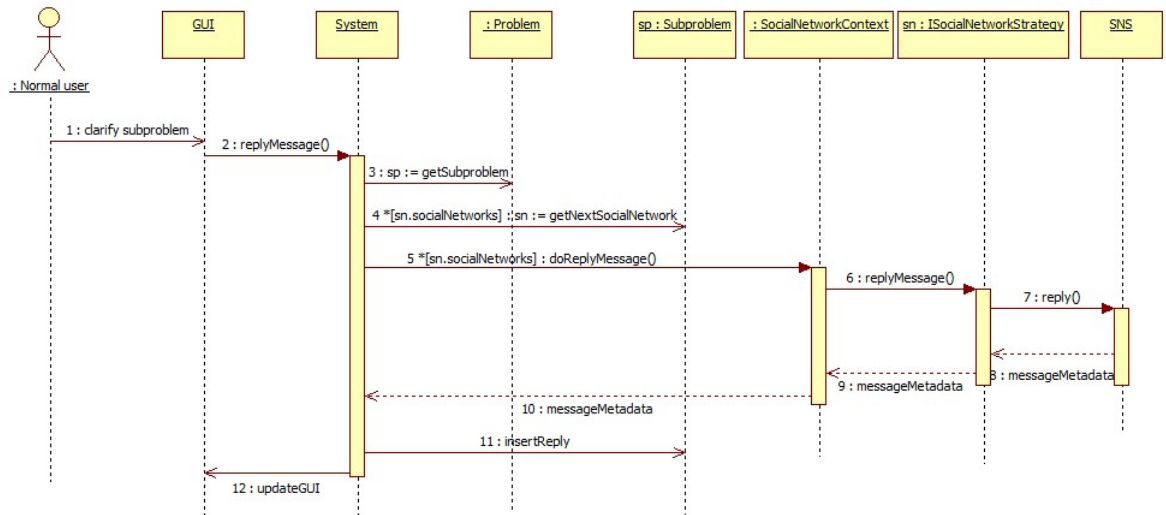 GUI
System
: Problem
sp : Subproblem
: SocialNetworkContext
sn : ISocialNetworkStrategy
SNS
: Normal user
1 : clarify subproblem
2 : replyMessage()
3 : sp := getSubproblem
4 *[sn.socialNetworks] : sn := getNextSocialNetwork
5 *[sn.socialNetworks] : doReplyMessage()
6 : replyMessage()
7 : reply()
8 : messageMetadata
9 : messageMetadata
10 : messageMetadata
11 : insertReply
12 : updateGUI